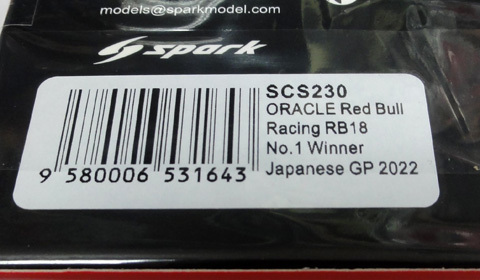 models@sparkmodel.com
spark
SCS230
ORACLE Red Bull
Racing RB18
No.1 Winner
Japanese GP 2022
9 580006 531643